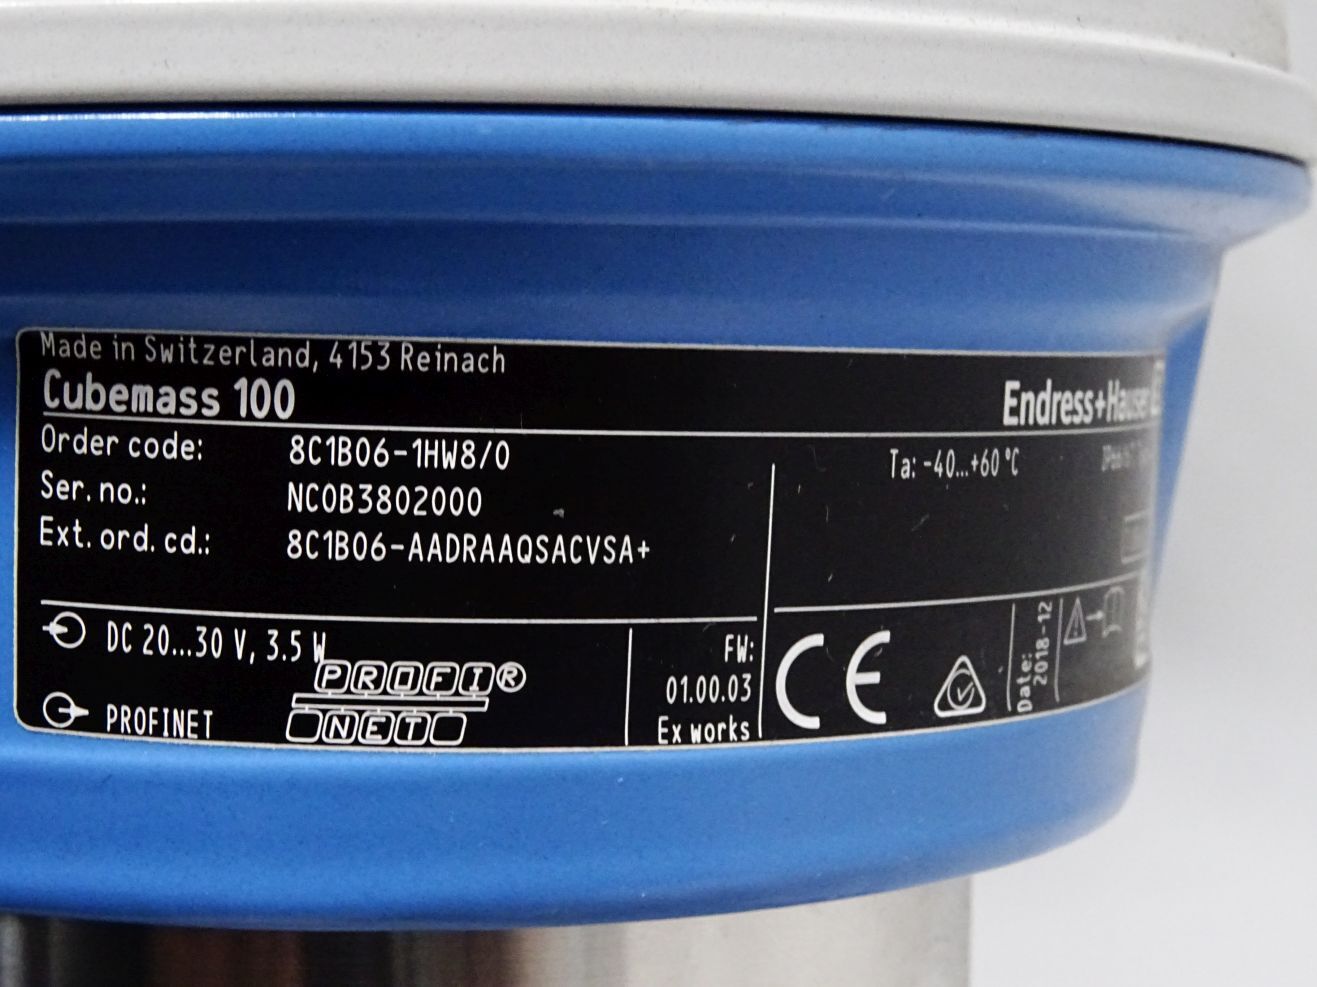 Made in Switzerland, 4153 Reinach
Cubemass 100
Endress+Hauser
Order code: 8C1B06-1HW8/0
Ser. no.: NC0B3802000
Ext. ord. cd.: 8C1B06-AADRAAQSACVSA+
Ta: -40...+60 °C
DC 20...30 V, 3.5 W
PROFINET
PROFI®
NET
FW:
01.00.03
Ex works
CE
Date:
2018-12